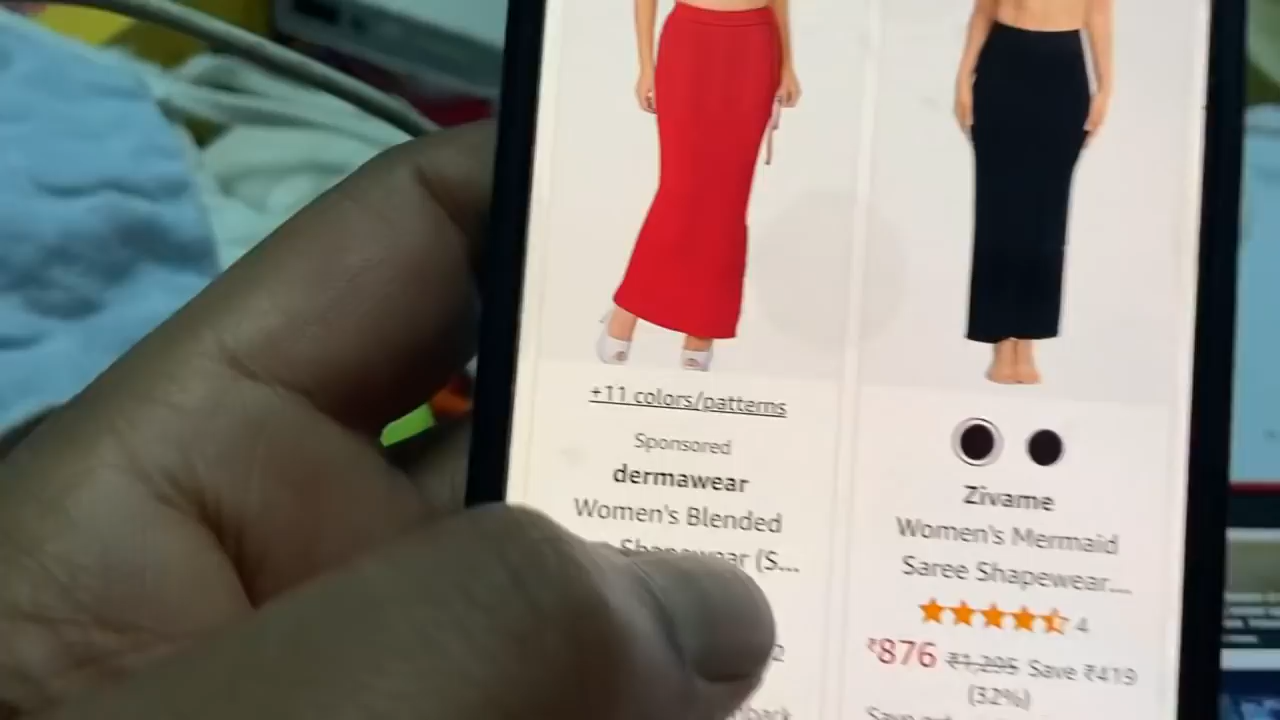 +11 colors/patterns
Sponsored
dermawear
Women's Blended
Shapewear (S...
Zivame
Women's Mermaid
Saree Shapewear....
4
₹876 ₹1,295 Save ₹419
(32%)